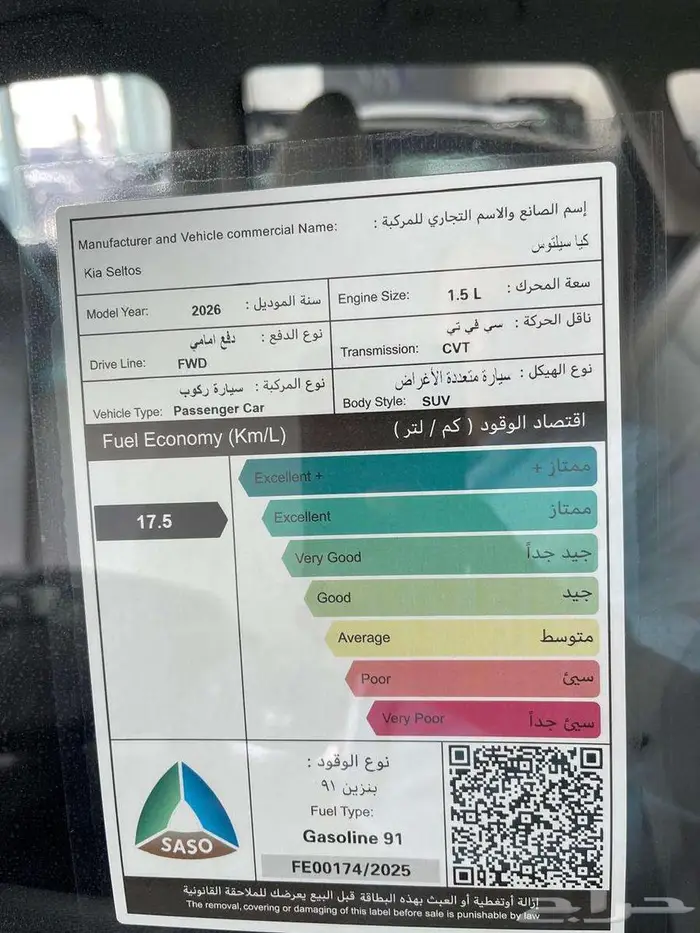 إسم الصانع والاسم التجاري للمركبة :
Manufacturer and Vehicle commercial Name:
كيا سيلتوس
Kia Seltos
Model Year: 2026 سنة الموديل :
Engine Size: 1.5 L سعة المحرك :
نوع الدفع : دفع امامي
Drive Line: FWD
ناقل الحركة : سي في تي
Transmission: CVT
نوع المركبة : سيارة ركوب
Vehicle Type: Passenger Car
نوع الهيكل : سيارة متعددة الأغراض
Body Style: SUV
Fuel Economy (Km/L) اقتصاد الوقود ( كم / لتر )
17.5
Excellent + ممتاز +
Excellent ممتاز
Very Good جيد جداً
Good جيد
Average متوسط
Poor سيئ
Very Poor سيئ جداً
SASO
نوع الوقود :
بنزين ٩١
Fuel Type:
Gasoline 91
FE00174/2025
إزالة أوتغطية أو العبث بهذه البطاقة قبل البيع يعرضك للملاحقة القانونية
The removal, covering or damaging of this label before sale is punishable by law
حراج